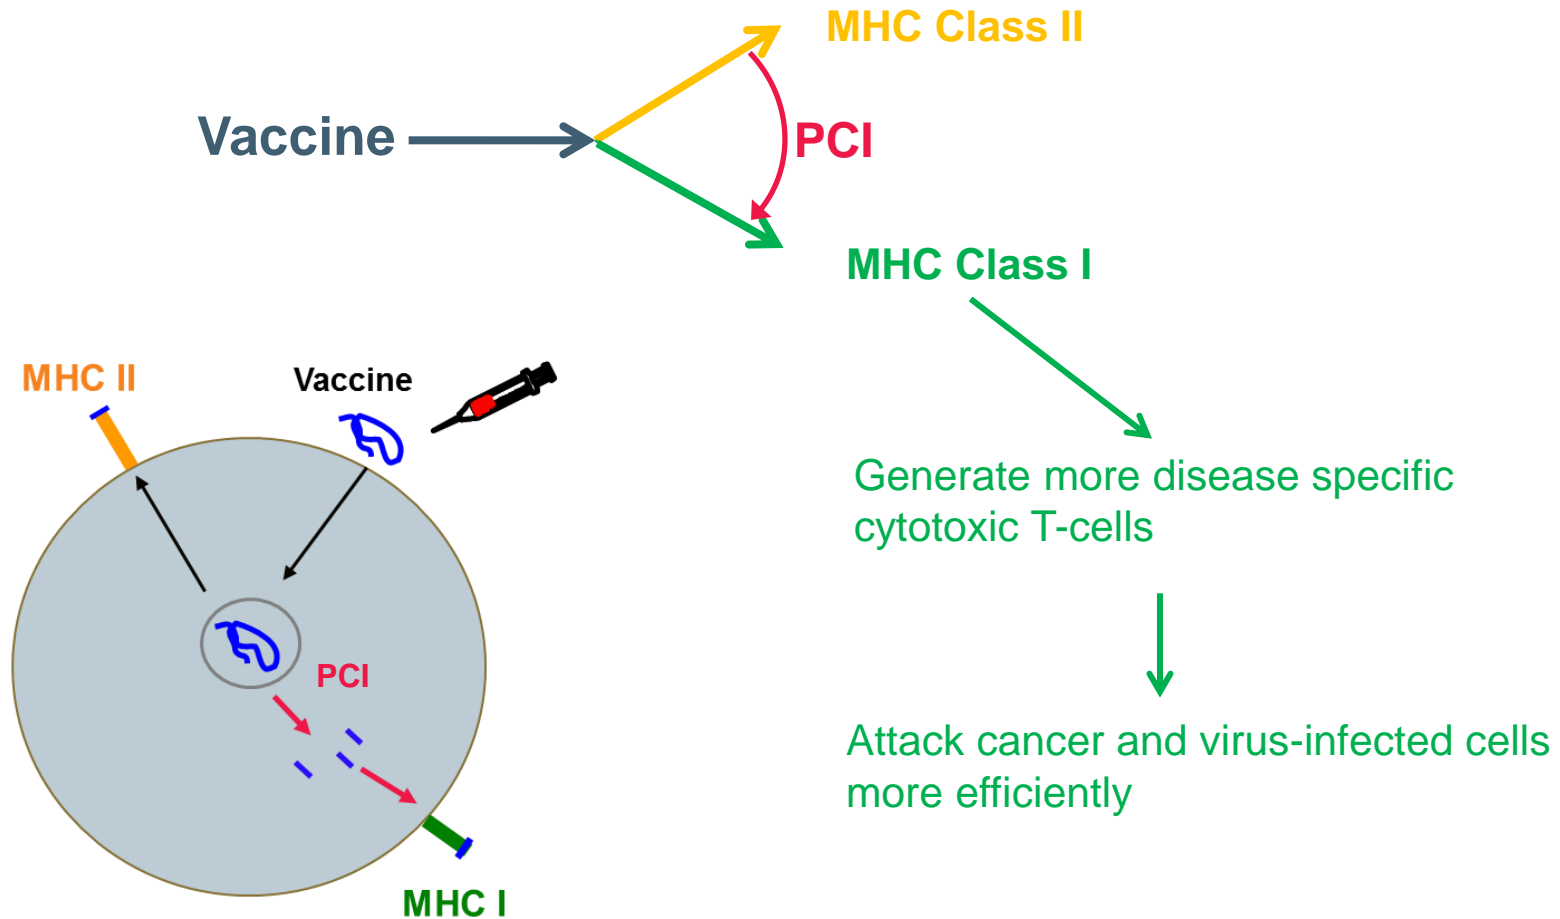 MHC Class II
Vaccine
PCI
MHC Class I
MHC II
Vaccine
Generate more disease specific
cytotoxic T-cells
PCI
Attack cancer and virus-infected cells
more efficiently
MHC I